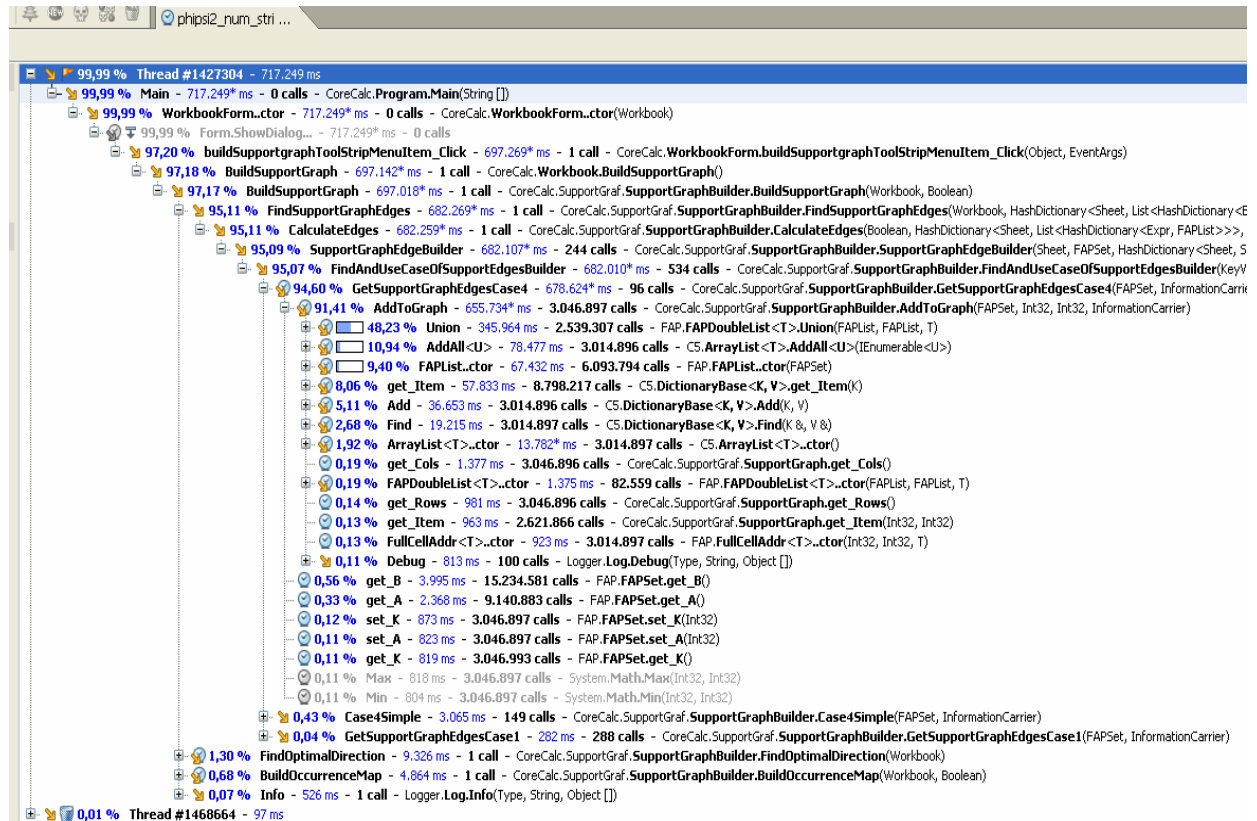 phipsi2_num_stri ...
99,99 % Thread #1427304 - 717.249 ms
99,99 % Main - 717.249* ms - 0 calls - CoreCalc.Program.Main(String [])
99,99 % WorkbookForm..ctor - 717.249* ms - 0 calls - CoreCalc.WorkbookForm..ctor(Workbook)
99,99 % Form.ShowDialog... - 717.249* ms - 0 calls
97,20 % buildSupportgraphToolStripMenuItem_Click - 697.269* ms - 1 call - CoreCalc.WorkbookForm.buildSupportgraphToolStripMenuItem_Click(Object, EventArgs)
97,18 % BuildSupportGraph - 697.142* ms - 1 call - CoreCalc.Workbook.BuildSupportGraph()
97,17 % BuildSupportGraph - 697.018* ms - 1 call - CoreCalc.SupportGraf.SupportGraphBuilder.BuildSupportGraph(Workbook, Boolean)
95,11 % FindSupportGraphEdges - 682.269* ms - 1 call - CoreCalc.SupportGraf.SupportGraphBuilder.FindSupportGraphEdges(Workbook, HashDictionary<Sheet, List<HashDictionary<E
95,11 % CalculateEdges - 682.259* ms - 1 call - CoreCalc.SupportGraf.SupportGraphBuilder.CalculateEdges(Boolean, HashDictionary<Sheet, List<HashDictionary<Expr, FAPList>>>,
95,09 % SupportGraphEdgeBuilder - 682.107* ms - 244 calls - CoreCalc.SupportGraf.SupportGraphBuilder.SupportGraphEdgeBuilder(Sheet, FAPSet, HashDictionary<Sheet, S
95,07 % FindAndUseCaseOfSupportEdgesBuilder - 682.010* ms - 534 calls - CoreCalc.SupportGraf.SupportGraphBuilder.FindAndUseCaseOfSupportEdgesBuilder(KeyV
94,60 % GetSupportGraphEdgesCase4 - 678.624* ms - 96 calls - CoreCalc.SupportGraf.SupportGraphBuilder.GetSupportGraphEdgesCase4(FAPSet, InformationCarrie
91,41 % AddToGraph - 655.734* ms - 3.046.897 calls - CoreCalc.SupportGraf.SupportGraphBuilder.AddToGraph(FAPSet, Int32, Int32, InformationCarrier)
48,23 % Union - 345.964 ms - 2.539.307 calls - FAP.FAPDoubleList<T>.Union(FAPList, FAPList, T)
10,94 % AddAll<U> - 78.477 ms - 3.014.896 calls - C5.ArrayList<T>.AddAll<U>(IEnumerable<U>)
9,40 % FAPList..ctor - 67.432 ms - 6.093.794 calls - FAP.FAPList..ctor(FAPSet)
8,06 % get_Item - 57.833 ms - 8.798.217 calls - C5.DictionaryBase<K, V>.get_Item(K)
5,11 % Add - 36.653 ms - 3.014.896 calls - C5.DictionaryBase<K, V>.Add(K, V)
2,68 % Find - 19.215 ms - 3.014.897 calls - C5.DictionaryBase<K, V>.Find(K &, V &)
1,92 % ArrayList<T>..ctor - 13.782* ms - 3.014.897 calls - C5.ArrayList<T>..ctor()
0,19 % get_Cols - 1.377 ms - 3.046.896 calls - CoreCalc.SupportGraf.SupportGraph.get_Cols()
0,19 % FAPDoubleList<T>..ctor - 1.375 ms - 82.559 calls - FAP.FAPDoubleList<T>..ctor(FAPList, FAPList, T)
0,14 % get_Rows - 981 ms - 3.046.896 calls - CoreCalc.SupportGraf.SupportGraph.get_Rows()
0,13 % get_Item - 963 ms - 2.621.866 calls - CoreCalc.SupportGraf.SupportGraph.get_Item(Int32, Int32)
0,13 % FullCellAddr<T>..ctor - 923 ms - 3.014.897 calls - FAP.FullCellAddr<T>..ctor(Int32, Int32, T)
0,11 % Debug - 813 ms - 100 calls - Logger.Log.Debug(Type, String, Object [])
0,56 % get_B - 3.995 ms - 15.234.581 calls - FAP.FAPSet.get_B()
0,33 % get_A - 2.368 ms - 9.140.883 calls - FAP.FAPSet.get_A()
0,12 % set_K - 873 ms - 3.046.897 calls - FAP.FAPSet.set_K(Int32)
0,11 % set_A - 823 ms - 3.046.897 calls - FAP.FAPSet.set_A(Int32)
0,11 % get_K - 819 ms - 3.046.993 calls - FAP.FAPSet.get_K()
0,11 % Max - 818 ms - 3.046.897 calls - System.Math.Max(Int32, Int32)
0,11 % Min - 804 ms - 3.046.897 calls - System.Math.Min(Int32, Int32)
0,43 % Case4Simple - 3.065 ms - 149 calls - CoreCalc.SupportGraf.SupportGraphBuilder.Case4Simple(FAPSet, InformationCarrier)
0,04 % GetSupportGraphEdgesCase1 - 282 ms - 288 calls - CoreCalc.SupportGraf.SupportGraphBuilder.GetSupportGraphEdgesCase1(FAPSet, InformationCarrier)
1,30 % FindOptimalDirection - 9.326 ms - 1 call - CoreCalc.SupportGraf.SupportGraphBuilder.FindOptimalDirection(Workbook)
0,68 % BuildOccurrenceMap - 4.864 ms - 1 call - CoreCalc.SupportGraf.SupportGraphBuilder.BuildOccurrenceMap(Workbook, Boolean)
0,07 % Info - 526 ms - 1 call - Logger.Log.Info(Type, String, Object [])
0,01 % Thread #1468664 - 97 ms